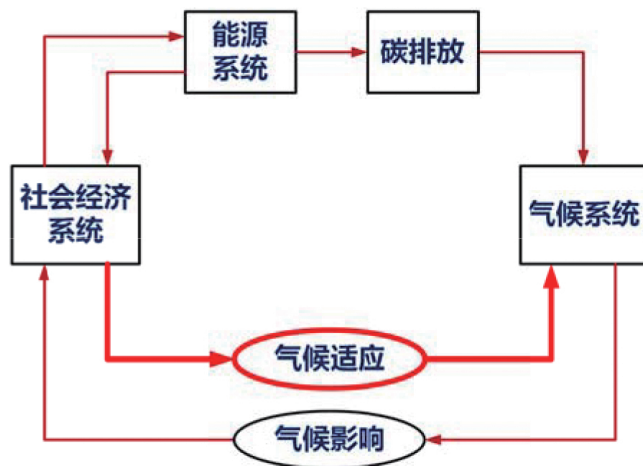 能源
系统
碳排放
社会经济
系统
气候系统
气候适应
气候影响